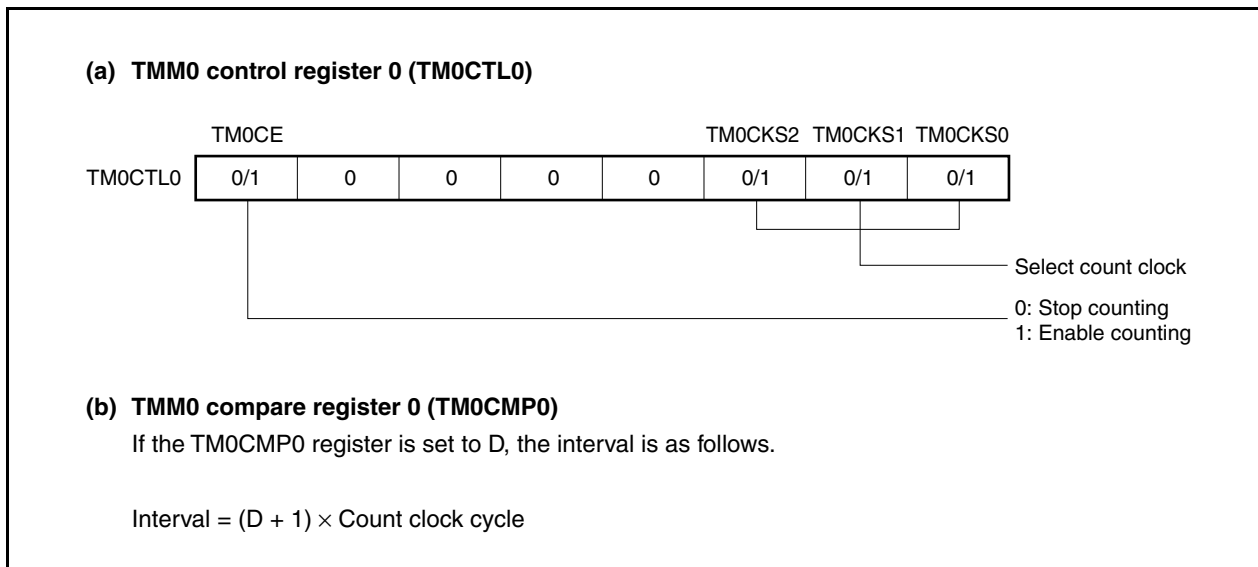 (a) TMM0 control register 0 (TM0CTL0)
TM0CE TM0CKS2 TM0CKS1 TM0CKS0
TM0CTL0 0/1 0 0 0 0 0/1 0/1 0/1
Select count clock
0: Stop counting
1: Enable counting
(b) TMM0 compare register 0 (TM0CMP0)
If the TM0CMP0 register is set to D, the interval is as follows.
Interval = (D + 1) × Count clock cycle